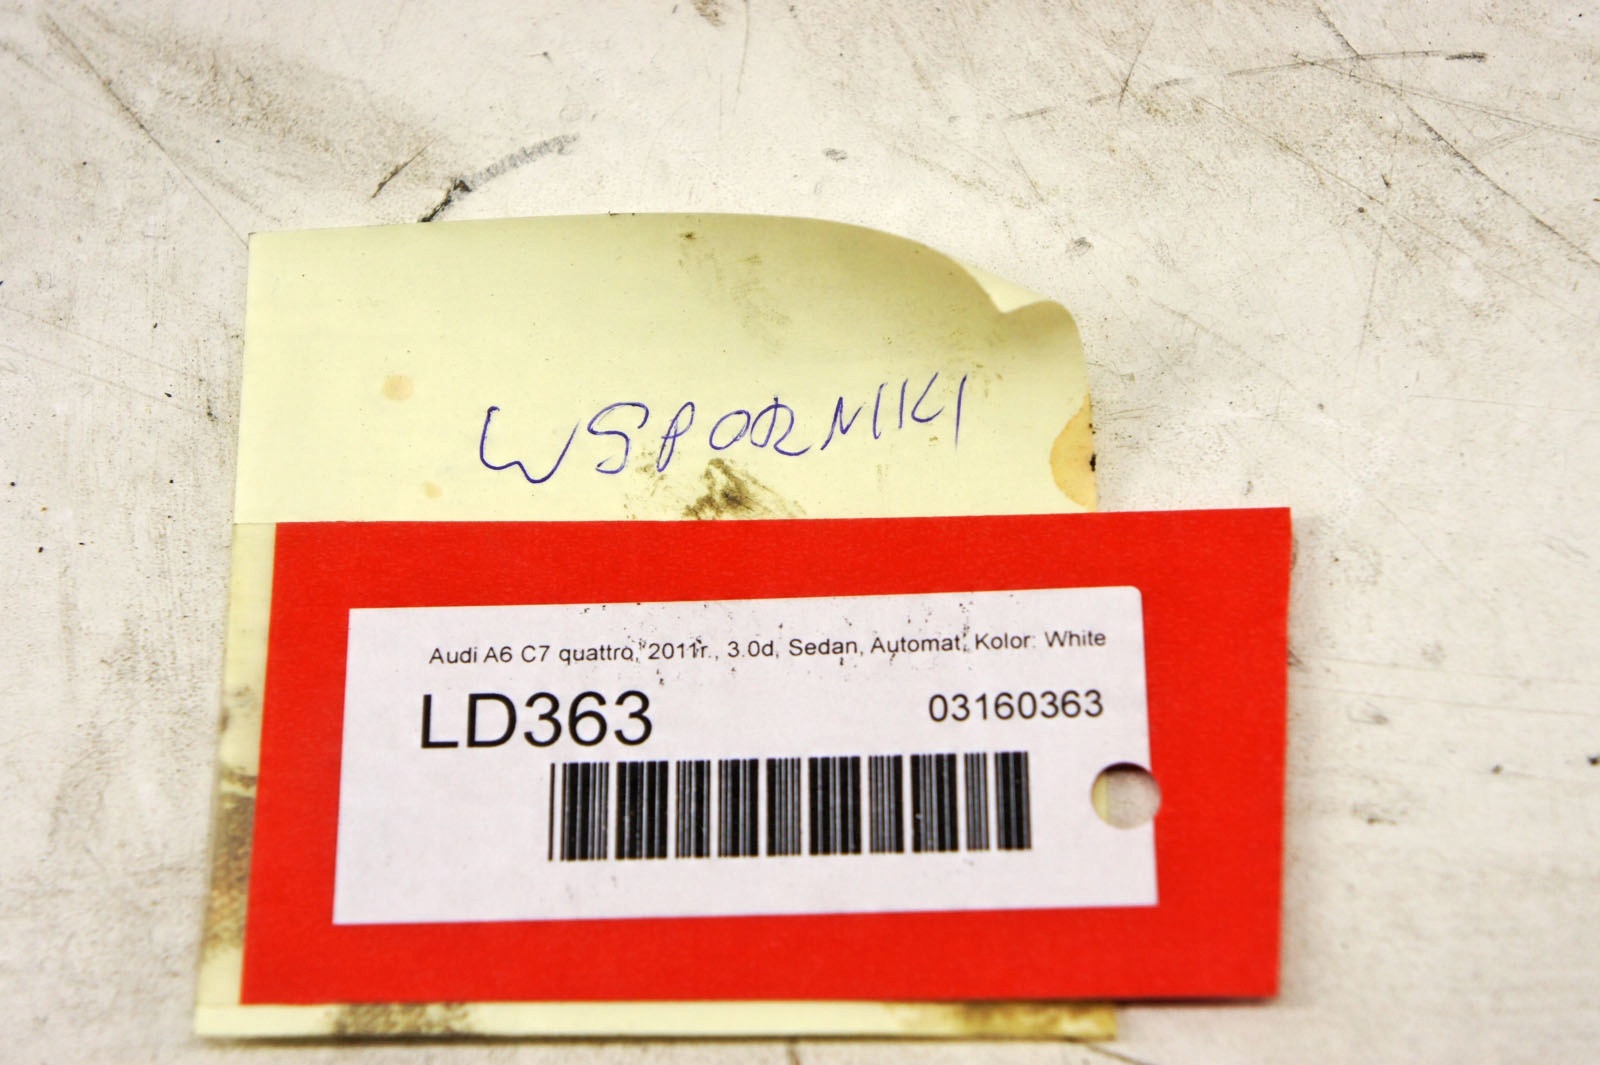 WSPORNIKI
Audi A6 C7 quattro, 2011r., 3.0d, Sedan, Automat, Kolor: White
LD363
03160363